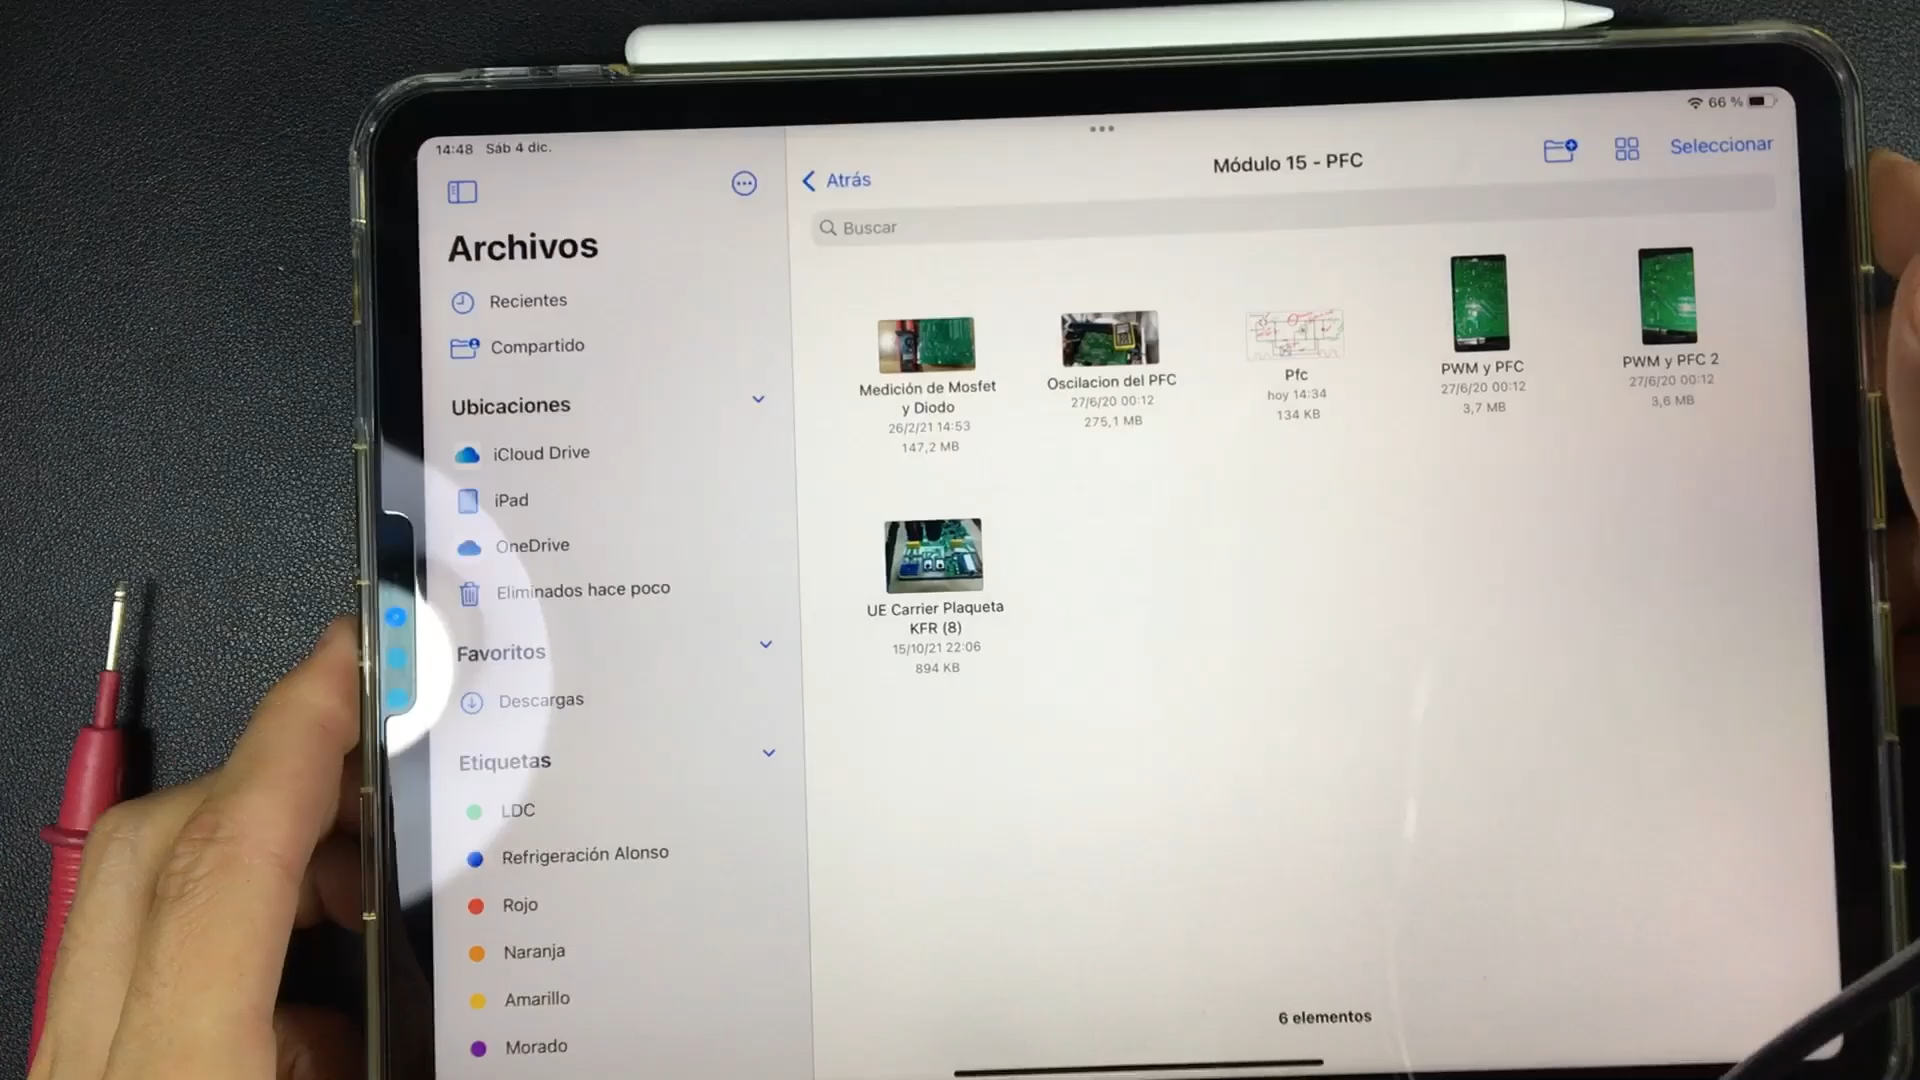 14:48 Sáb 4 dic.
66 %
Archivos
Recientes
Compartido
Ubicaciones
iCloud Drive
iPad
OneDrive
Eliminados hace poco
Favoritos
Descargas
Etiquetas
LDC
Refrigeración Alonso
Rojo
Naranja
Amarillo
Morado
Atrás
Módulo 15 - PFC
Seleccionar
Buscar
Medición de Mosfet
y Diodo
26/2/21 14:53
147,2 MB
Oscilacion del PFC
27/6/20 00:12
275,1 MB
Pfc
hoy 14:34
134 KB
PWM y PFC
27/6/20 00:12
3,7 MB
PWM y PFC 2
27/6/20 00:12
3,6 MB
UE Carrier Plaqueta
KFR (8)
15/10/21 22:06
894 KB
6 elementos